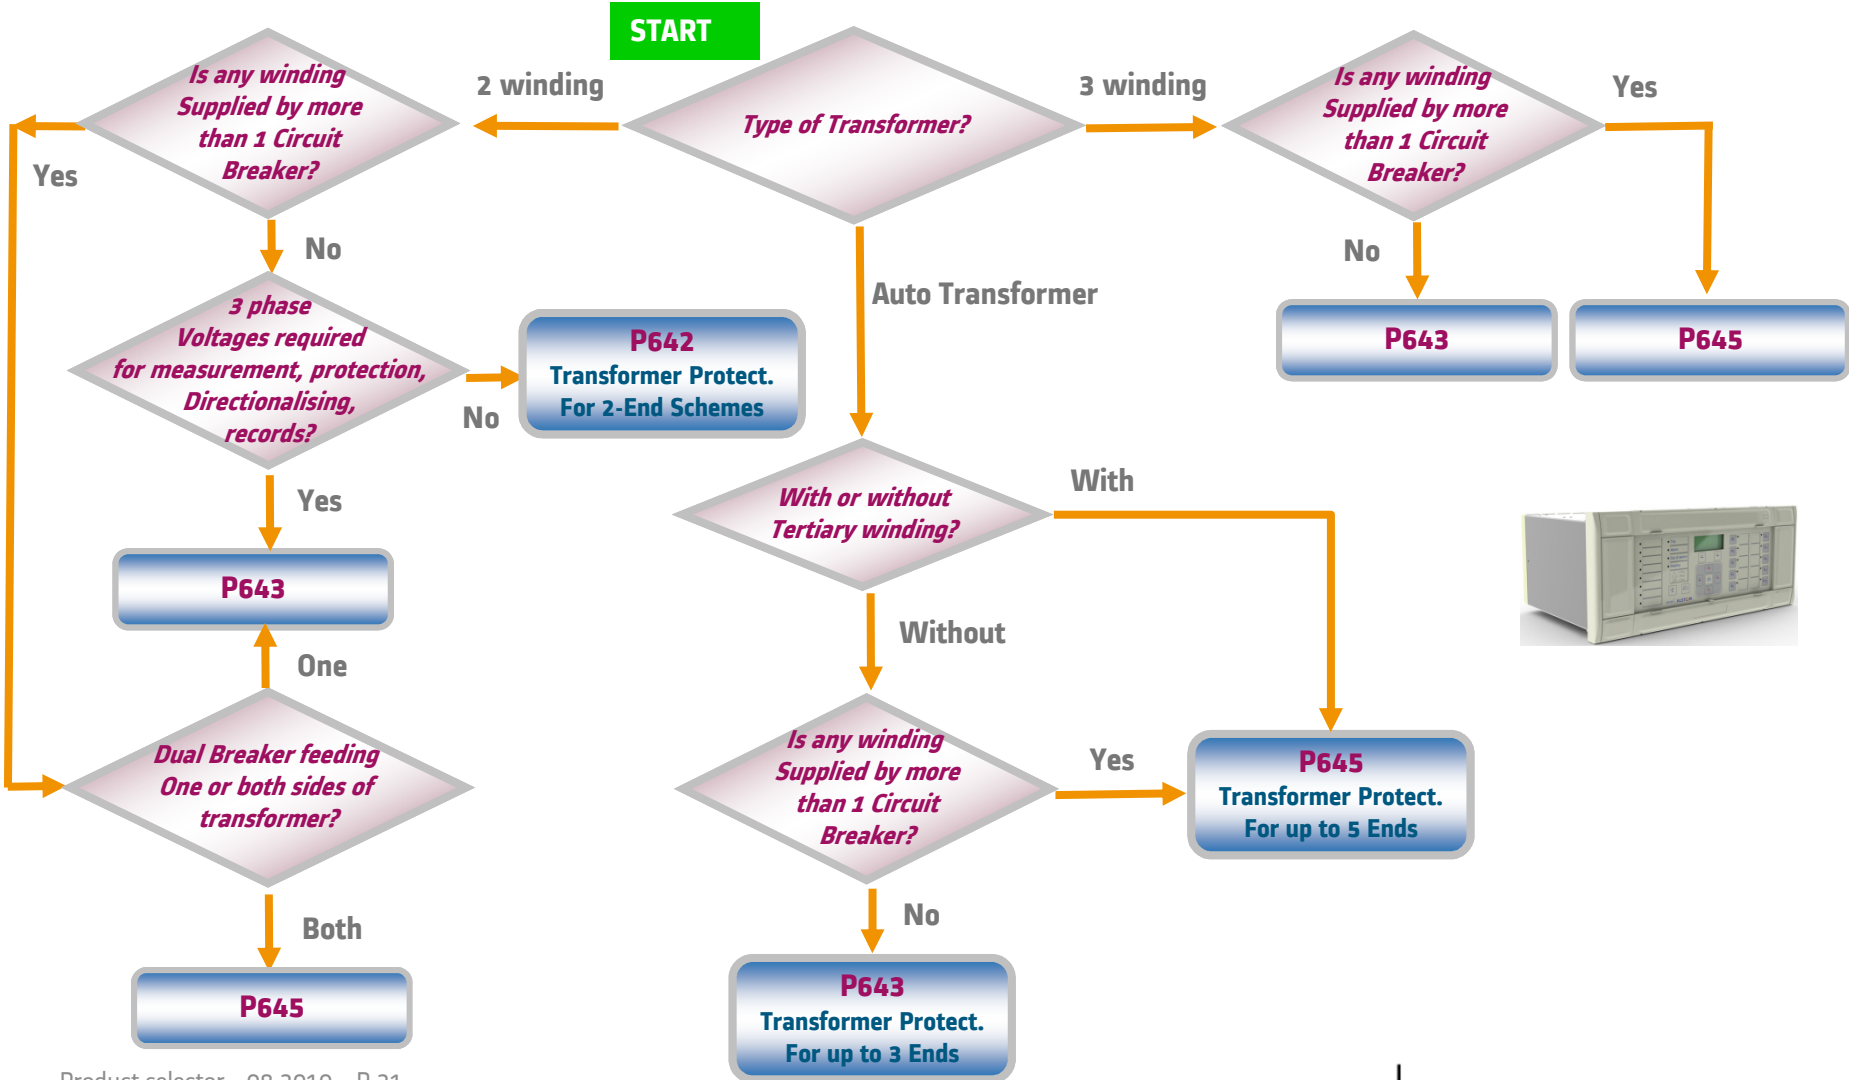 START
Is any winding
Supplied by more
than 1 Circuit
Breaker?
2 winding
Type of Transformer?
3 winding
Is any winding
Supplied by more
than 1 Circuit
Breaker?
Yes
Yes
No
No
Auto Transformer
3 phase
Voltages required
for measurement, protection,
Directionalising,
records?
No
P642
Transformer Protect.
For 2-End Schemes
P643
P645
Yes
With or without
Tertiary winding?
With
P643
Without
One
Dual Breaker feeding
One or both sides of
transformer?
Is any winding
Supplied by more
than 1 Circuit
Breaker?
Yes
P645
Transformer Protect.
For up to 5 Ends
Both
No
P645
P643
Transformer Protect.
For up to 3 Ends